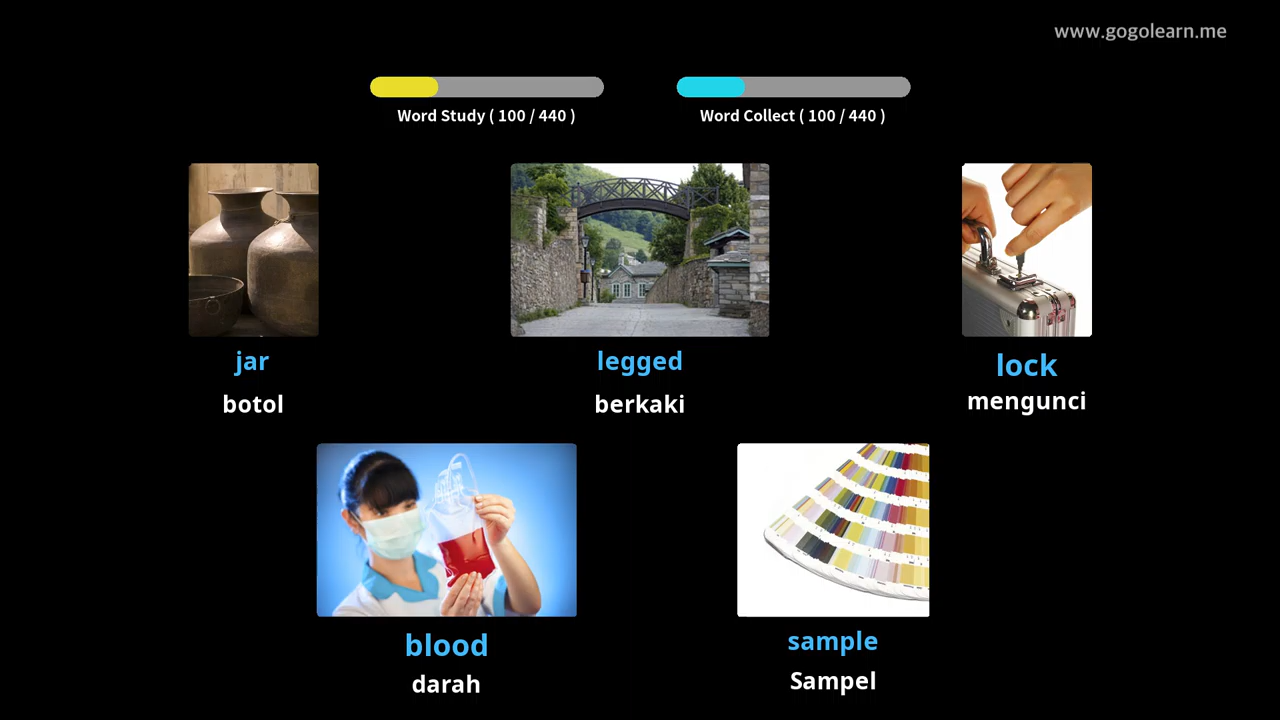 www.gogolearn.me
Word Study ( 100 / 440 )
Word Collect ( 100 / 440 )
jar
botol
legged
berkaki
lock
mengunci
blood
darah
sample
Sampel